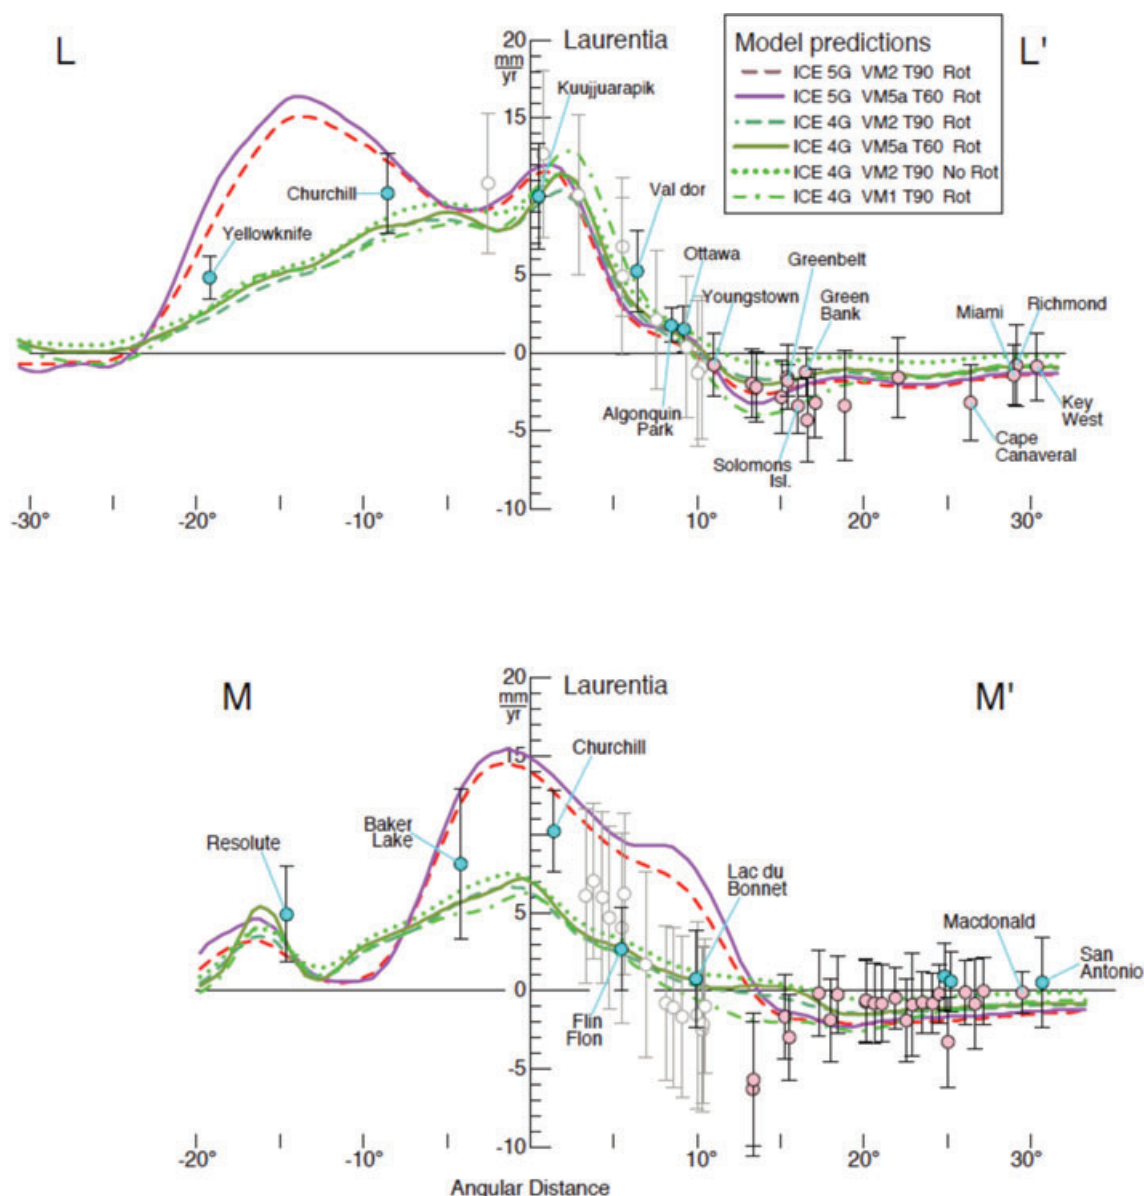 L
20
mm
yr
Laurentia
L'
Model predictions
ICE 5G VM2 T90 Rot
ICE 5G VM5a T60 Rot
ICE 4G VM2 T90 Rot
ICE 4G VM5a T60 Rot
ICE 4G VM2 T90 No Rot
ICE 4G VM1 T90 Rot
Kuujjuarapik
15
Churchill
Val dor
Yellowknife
Ottawa
Greenbelt
5
Youngstown
Green
Bank
Miami
Richmond
0
Algonquin
Park
Key
West
-5
Solomons
Isl.
Cape
Canaveral
-10
-30°
-20°
-10°
0
10°
20°
30°
M
20
mm
yr
Laurentia
M'
15
Churchill
Baker
Lake
Resolute
Lac du
Bonnet
5
Macdonald
San
Antonio
0
Flin
Flon
-5
-10
-20°
-10°
0
10°
20°
30°
Angular Distance